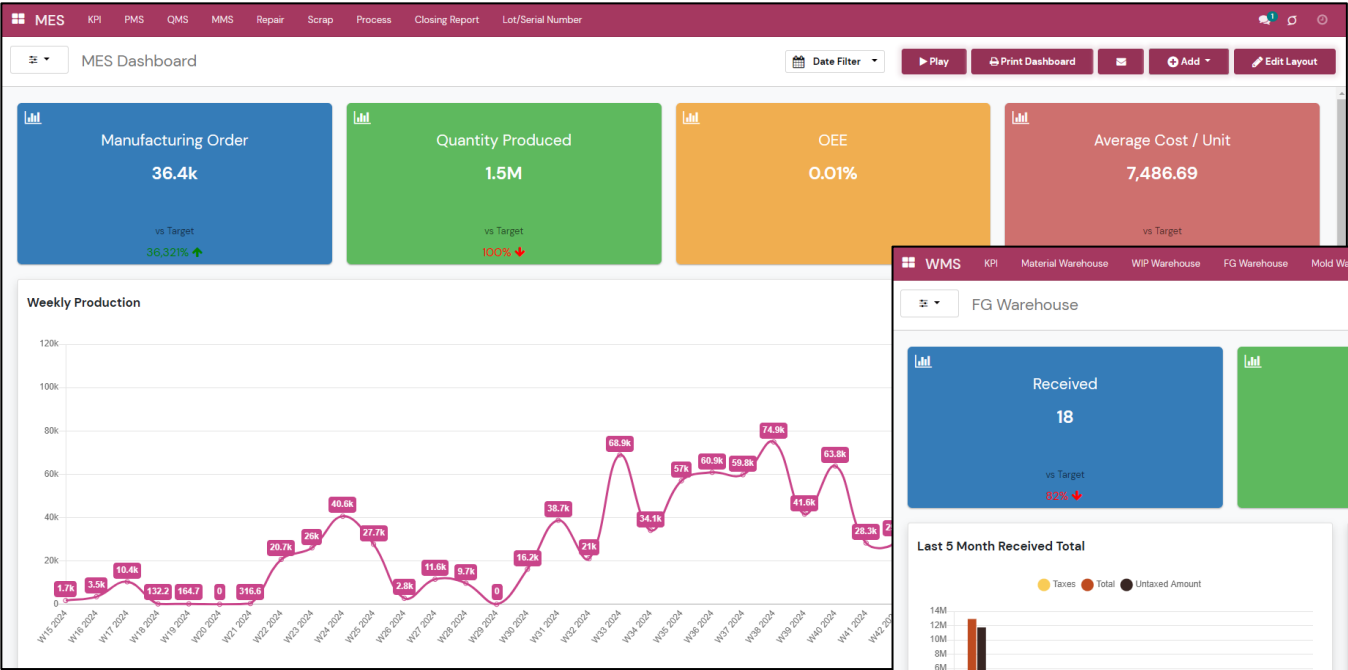 MES KPI PMS QMS MMS Repair Scrap Process Closing Report Lot/Serial Number 1
MES Dashboard Date Filter Play Print Dashboard Add Edit Layout
Manufacturing Order
36.4k
vs Target
36,321%
Quantity Produced
1.5M
vs Target
100%
OEE
0.01%
Average Cost / Unit
7,486.69
vs Target
Weekly Production
120k
100k
80k
60k
40k
20k
0
1.7k 3.5k 10.4k 132.2 164.7 0 316.6 20.7k 26k 40.6k 27.7k 2.8k 11.6k 9.7k 0 16.2k 38.7k 21k 68.9k 34.1k 57k 60.9k 59.8k 74.9k 41.6k 63.8k 28.3k
W15 2024 W16 2024 W17 2024 W18 2024 W19 2024 W20 2024 W21 2024 W22 2024 W23 2024 W24 2024 W25 2024 W26 2024 W27 2024 W28 2024 W29 2024 W30 2024 W31 2024 W32 2024 W33 2024 W34 2024 W35 2024 W36 2024 W37 2024 W38 2024 W39 2024 W40 2024 W41 2024 W42 20
WMS KPI Material Warehouse WIP Warehouse FG Warehouse Mold Wa
FG Warehouse
Received
18
vs Target
82%
Last 5 Month Received Total
Taxes Total Untaxed Amount
14M
12M
10M
8M
6M